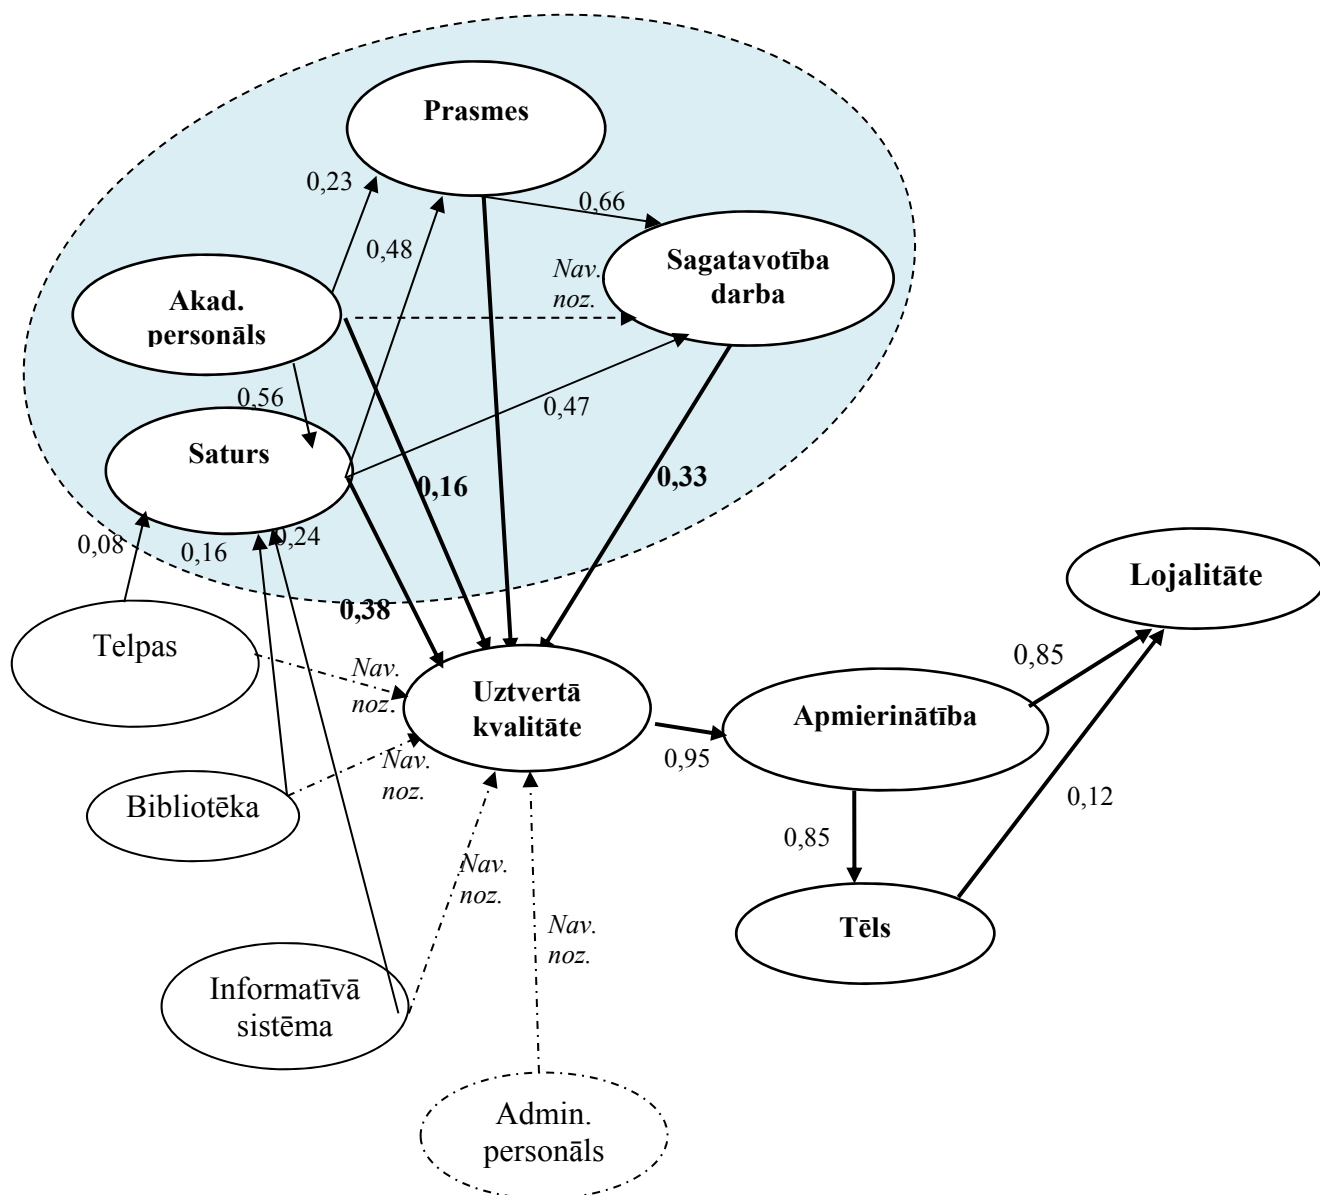 Prasmes
0,23
0,66
0,48
Nav.
noz.
Sagatavotība
darba
Akad.
personāls
0,56
0,47
Saturs
0,16
0,33
0,08
0,16
0,24
0,38
Lojalitāte
Telpas
Nav.
noz.
Uztvertā
kvalitāte
0,85
Apmierinātība
0,95
Nav.
noz.
Bibliotēka
0,12
0,85
Nav.
noz.
Tēls
Nav.
noz.
Informatīvā
sistēma
Admin.
personāls